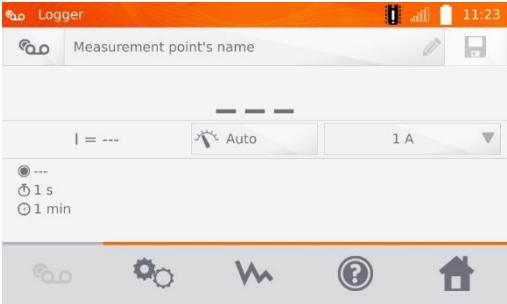 Logger 11:23
Measurement point's name
---
I = --- Auto 1 A
---
1 s
1 min